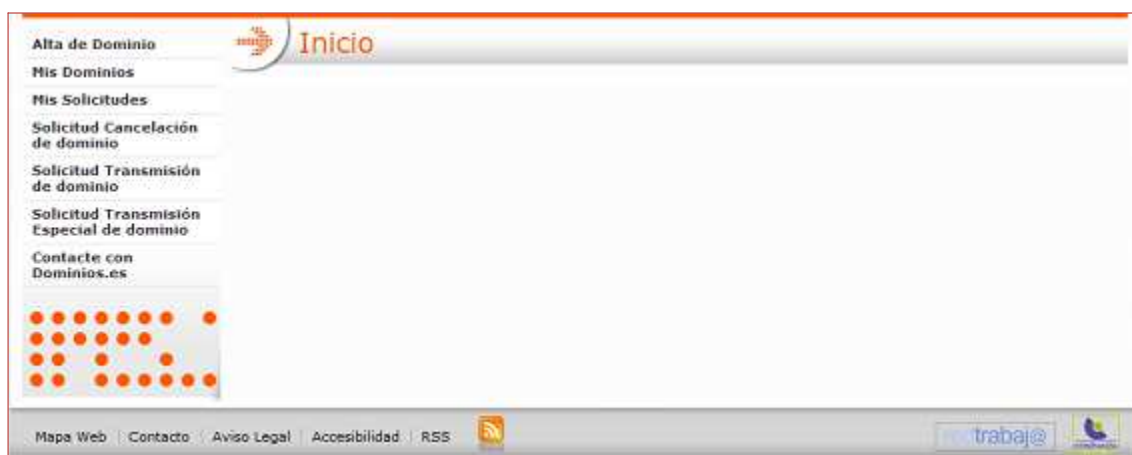 Alta de Dominio
Inicio
Mis Dominios
Mis Solicitudes
Solicitud Cancelación
de dominio
Solicitud Transmisión
de dominio
Solicitud Transmisión
Especial de dominio
Contacte con
Dominios.es
Mapa Web | Contacto | Aviso Legal | Accesibilidad | RSS
trabaj@